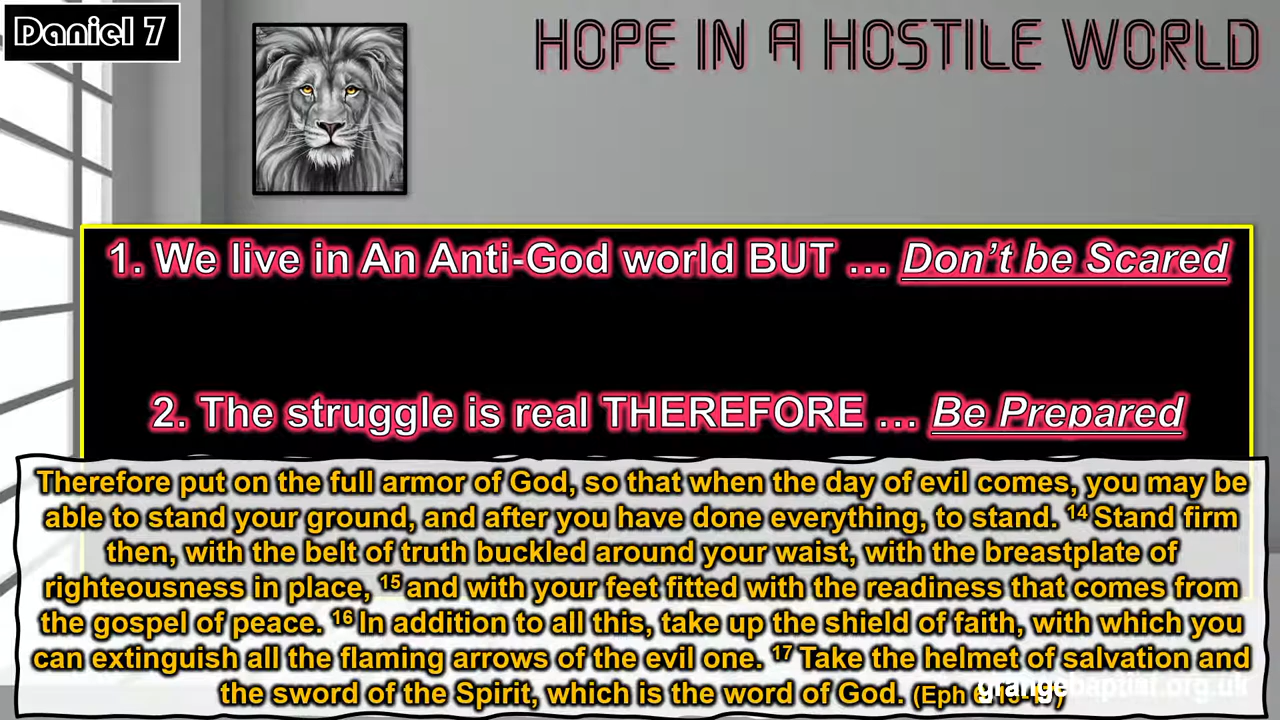 Daniel 7
HOPE IN A HOSTILE WORLD
1. We live in An Anti-God world BUT … Don’t be Scared
2. The struggle is real THEREFORE … Be Prepared
Therefore put on the full armor of God, so that when the day of evil comes, you may be
able to stand your ground, and after you have done everything, to stand. ¹⁴ Stand firm
then, with the belt of truth buckled around your waist, with the breastplate of
righteousness in place, ¹⁵ and with your feet fitted with the readiness that comes from
the gospel of peace. ¹⁶ In addition to all this, take up the shield of faith, with which you
can extinguish all the flaming arrows of the evil one. ¹⁷ Take the helmet of salvation and
the sword of the Spirit, which is the word of God. (Eph
grangebaptist.org.uk